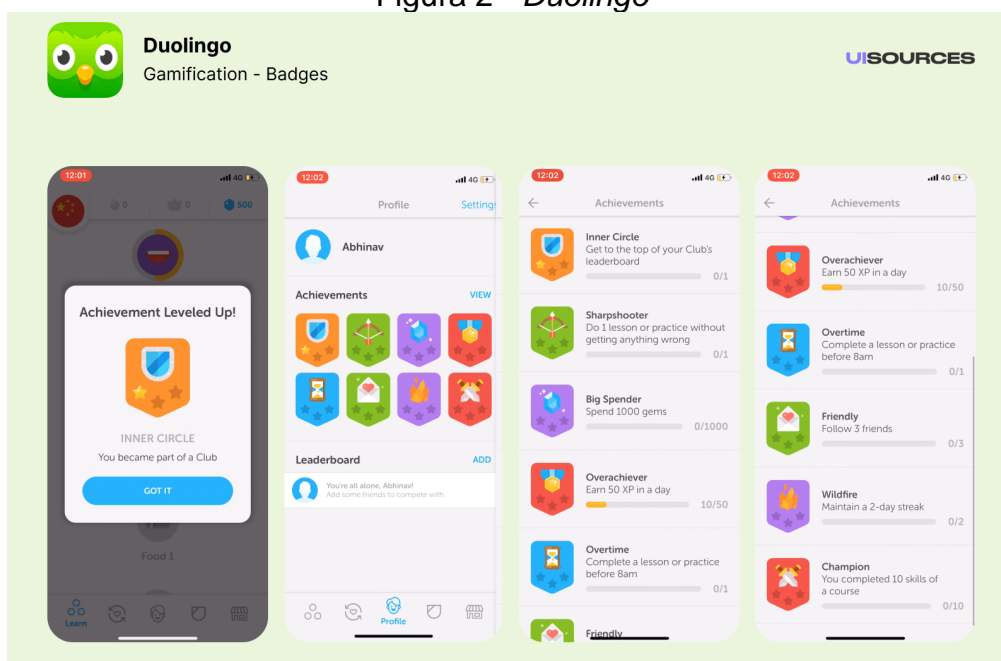 Figura 2 - Duolingo
Duolingo
Gamification - Badges
UISOURCES
12:01
4G
0
0
500
Achievement Leveled Up!
INNER CIRCLE
You became part of a Club
GOT IT
Food 1
Learn
12:02
4G
Profile
Settings
Abhinav
Achievements
VIEW
Leaderboard
ADD
You're all alone, Abhinav!
Add some friends to compete with.
Profile
12:02
4G
Achievements
Inner Circle
Get to the top of your Club's
leaderboard
0/1
Sharpshooter
Do 1 lesson or practice without
getting anything wrong
0/1
Big Spender
Spend 1000 gems
0/1000
Overachiever
Earn 50 XP in a day
10/50
Overtime
Complete a lesson or practice
before 8am
0/1
Friendly
12:02
4G
Achievements
Overachiever
Earn 50 XP in a day
10/50
Overtime
Complete a lesson or practice
before 8am
0/1
Friendly
Follow 3 friends
0/3
Wildfire
Maintain a 2-day streak
0/2
Champion
You completed 10 skills of
a course
0/10